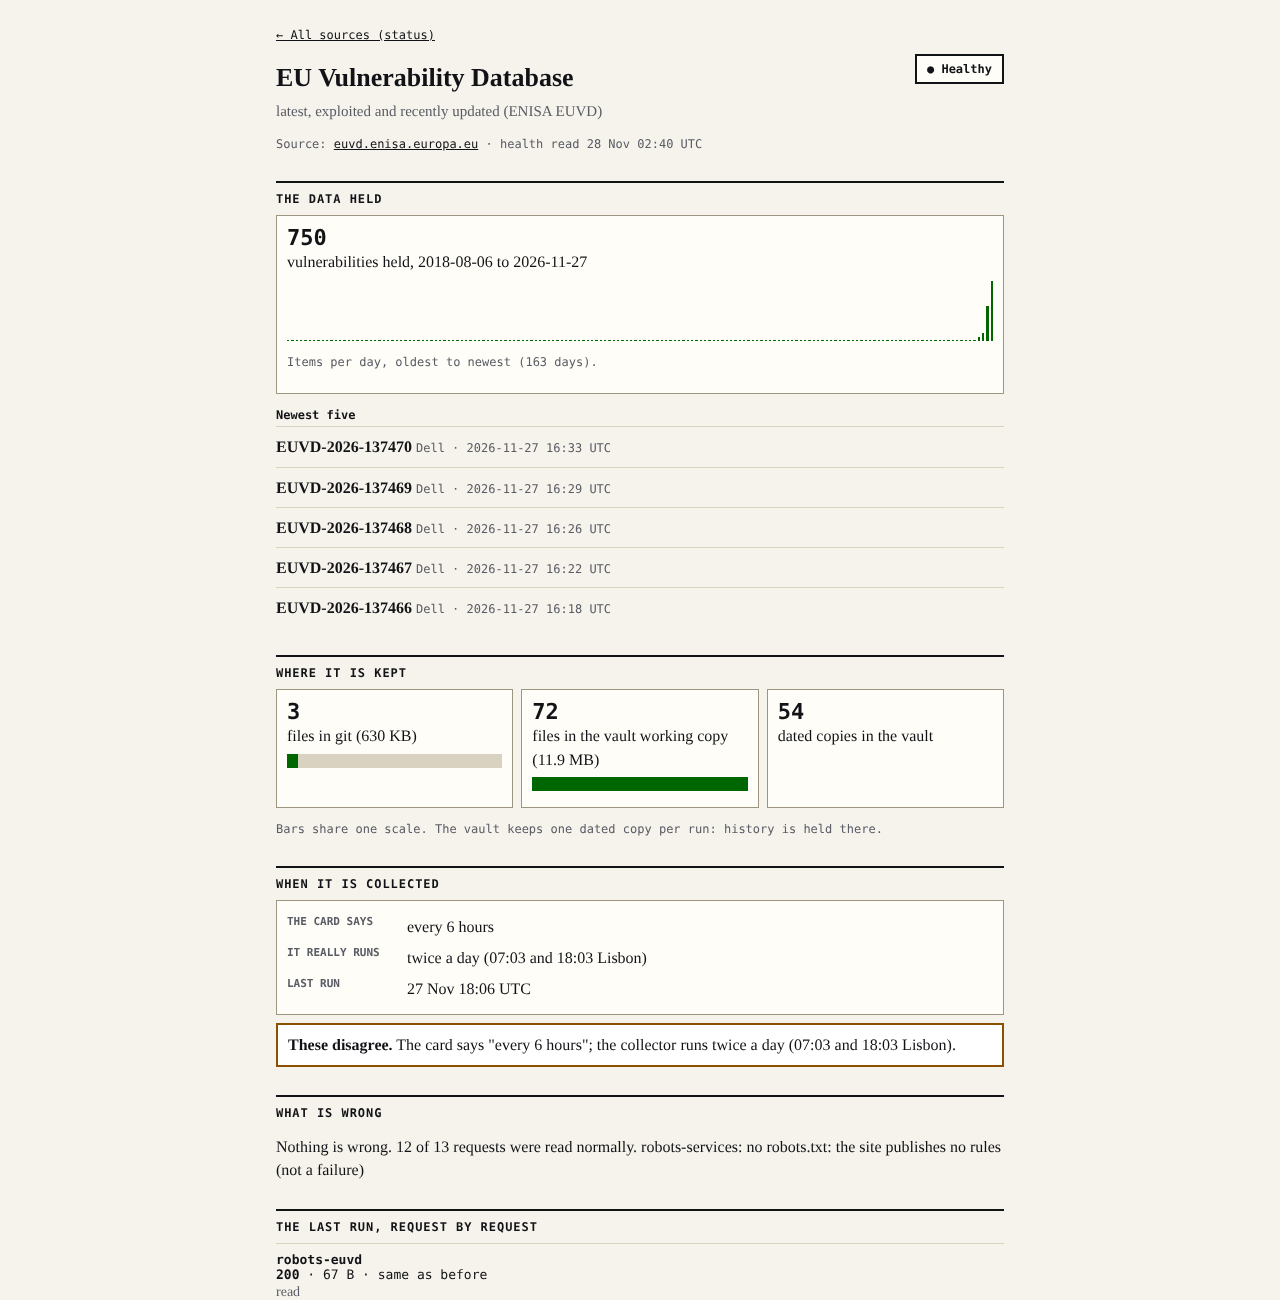 ← All sources (status)
EU Vulnerability Database
● Healthy
latest, exploited and recently updated (ENISA EUVD)
Source: euvd.enisa.europa.eu · health read 28 Nov 02:40 UTC
THE DATA HELD
750
vulnerabilities held, 2018-08-06 to 2026-11-27
Items per day, oldest to newest (163 days).
Newest five
EUVD-2026-137470 Dell · 2026-11-27 16:33 UTC
EUVD-2026-137469 Dell · 2026-11-27 16:29 UTC
EUVD-2026-137468 Dell · 2026-11-27 16:26 UTC
EUVD-2026-137467 Dell · 2026-11-27 16:22 UTC
EUVD-2026-137466 Dell · 2026-11-27 16:18 UTC
WHERE IT IS KEPT
3
files in git (630 KB)
72
files in the vault working copy
(11.9 MB)
54
dated copies in the vault
Bars share one scale. The vault keeps one dated copy per run: history is held there.
WHEN IT IS COLLECTED
THE CARD SAYS every 6 hours
IT REALLY RUNS twice a day (07:03 and 18:03 Lisbon)
LAST RUN 27 Nov 18:06 UTC
These disagree. The card says "every 6 hours"; the collector runs twice a day (07:03 and 18:03 Lisbon).
WHAT IS WRONG
Nothing is wrong. 12 of 13 requests were read normally. robots-services: no robots.txt: the site publishes no rules
(not a failure)
THE LAST RUN, REQUEST BY REQUEST
robots-euvd
200 · 67 B · same as before
read